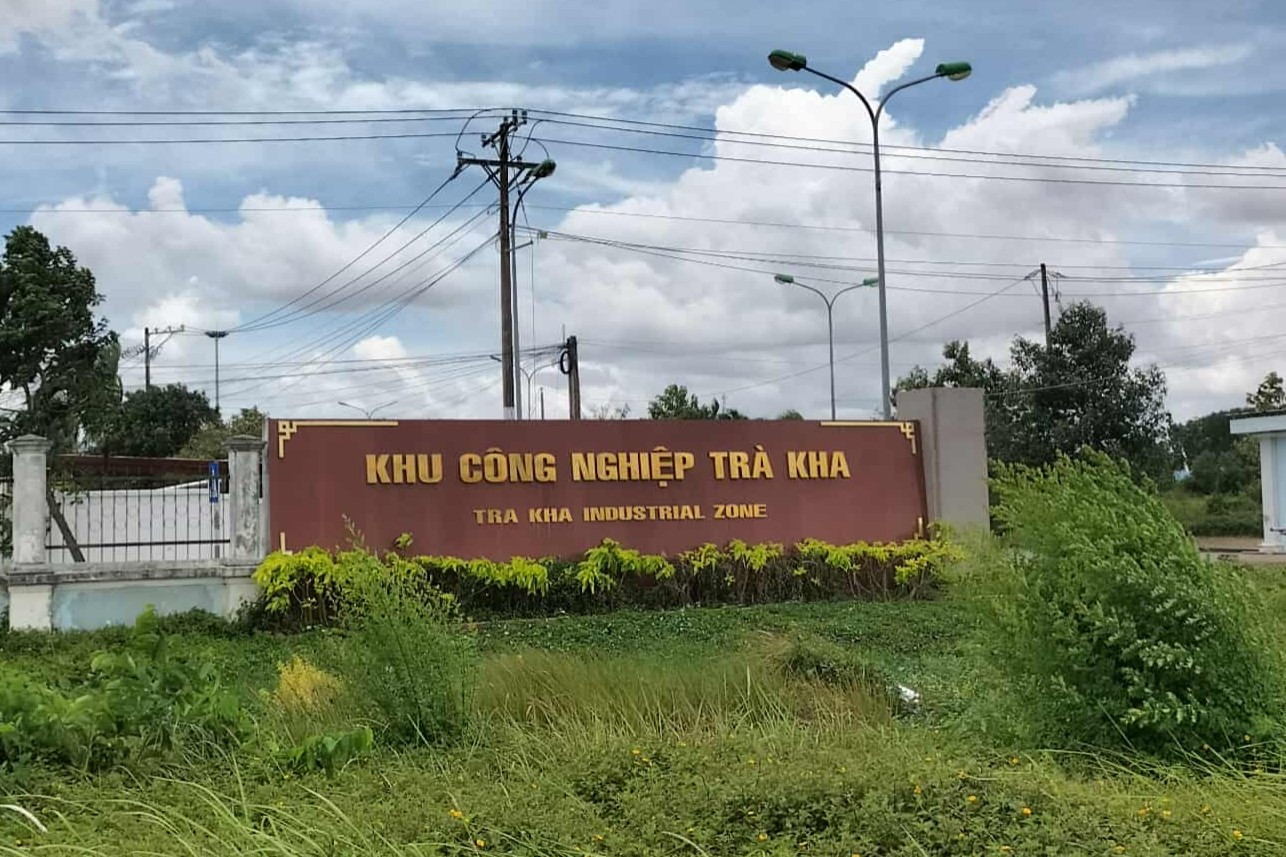 KHU CÔNG NGHIỆP TRÀ KHA
TRA KHA INDUSTRIAL ZONE